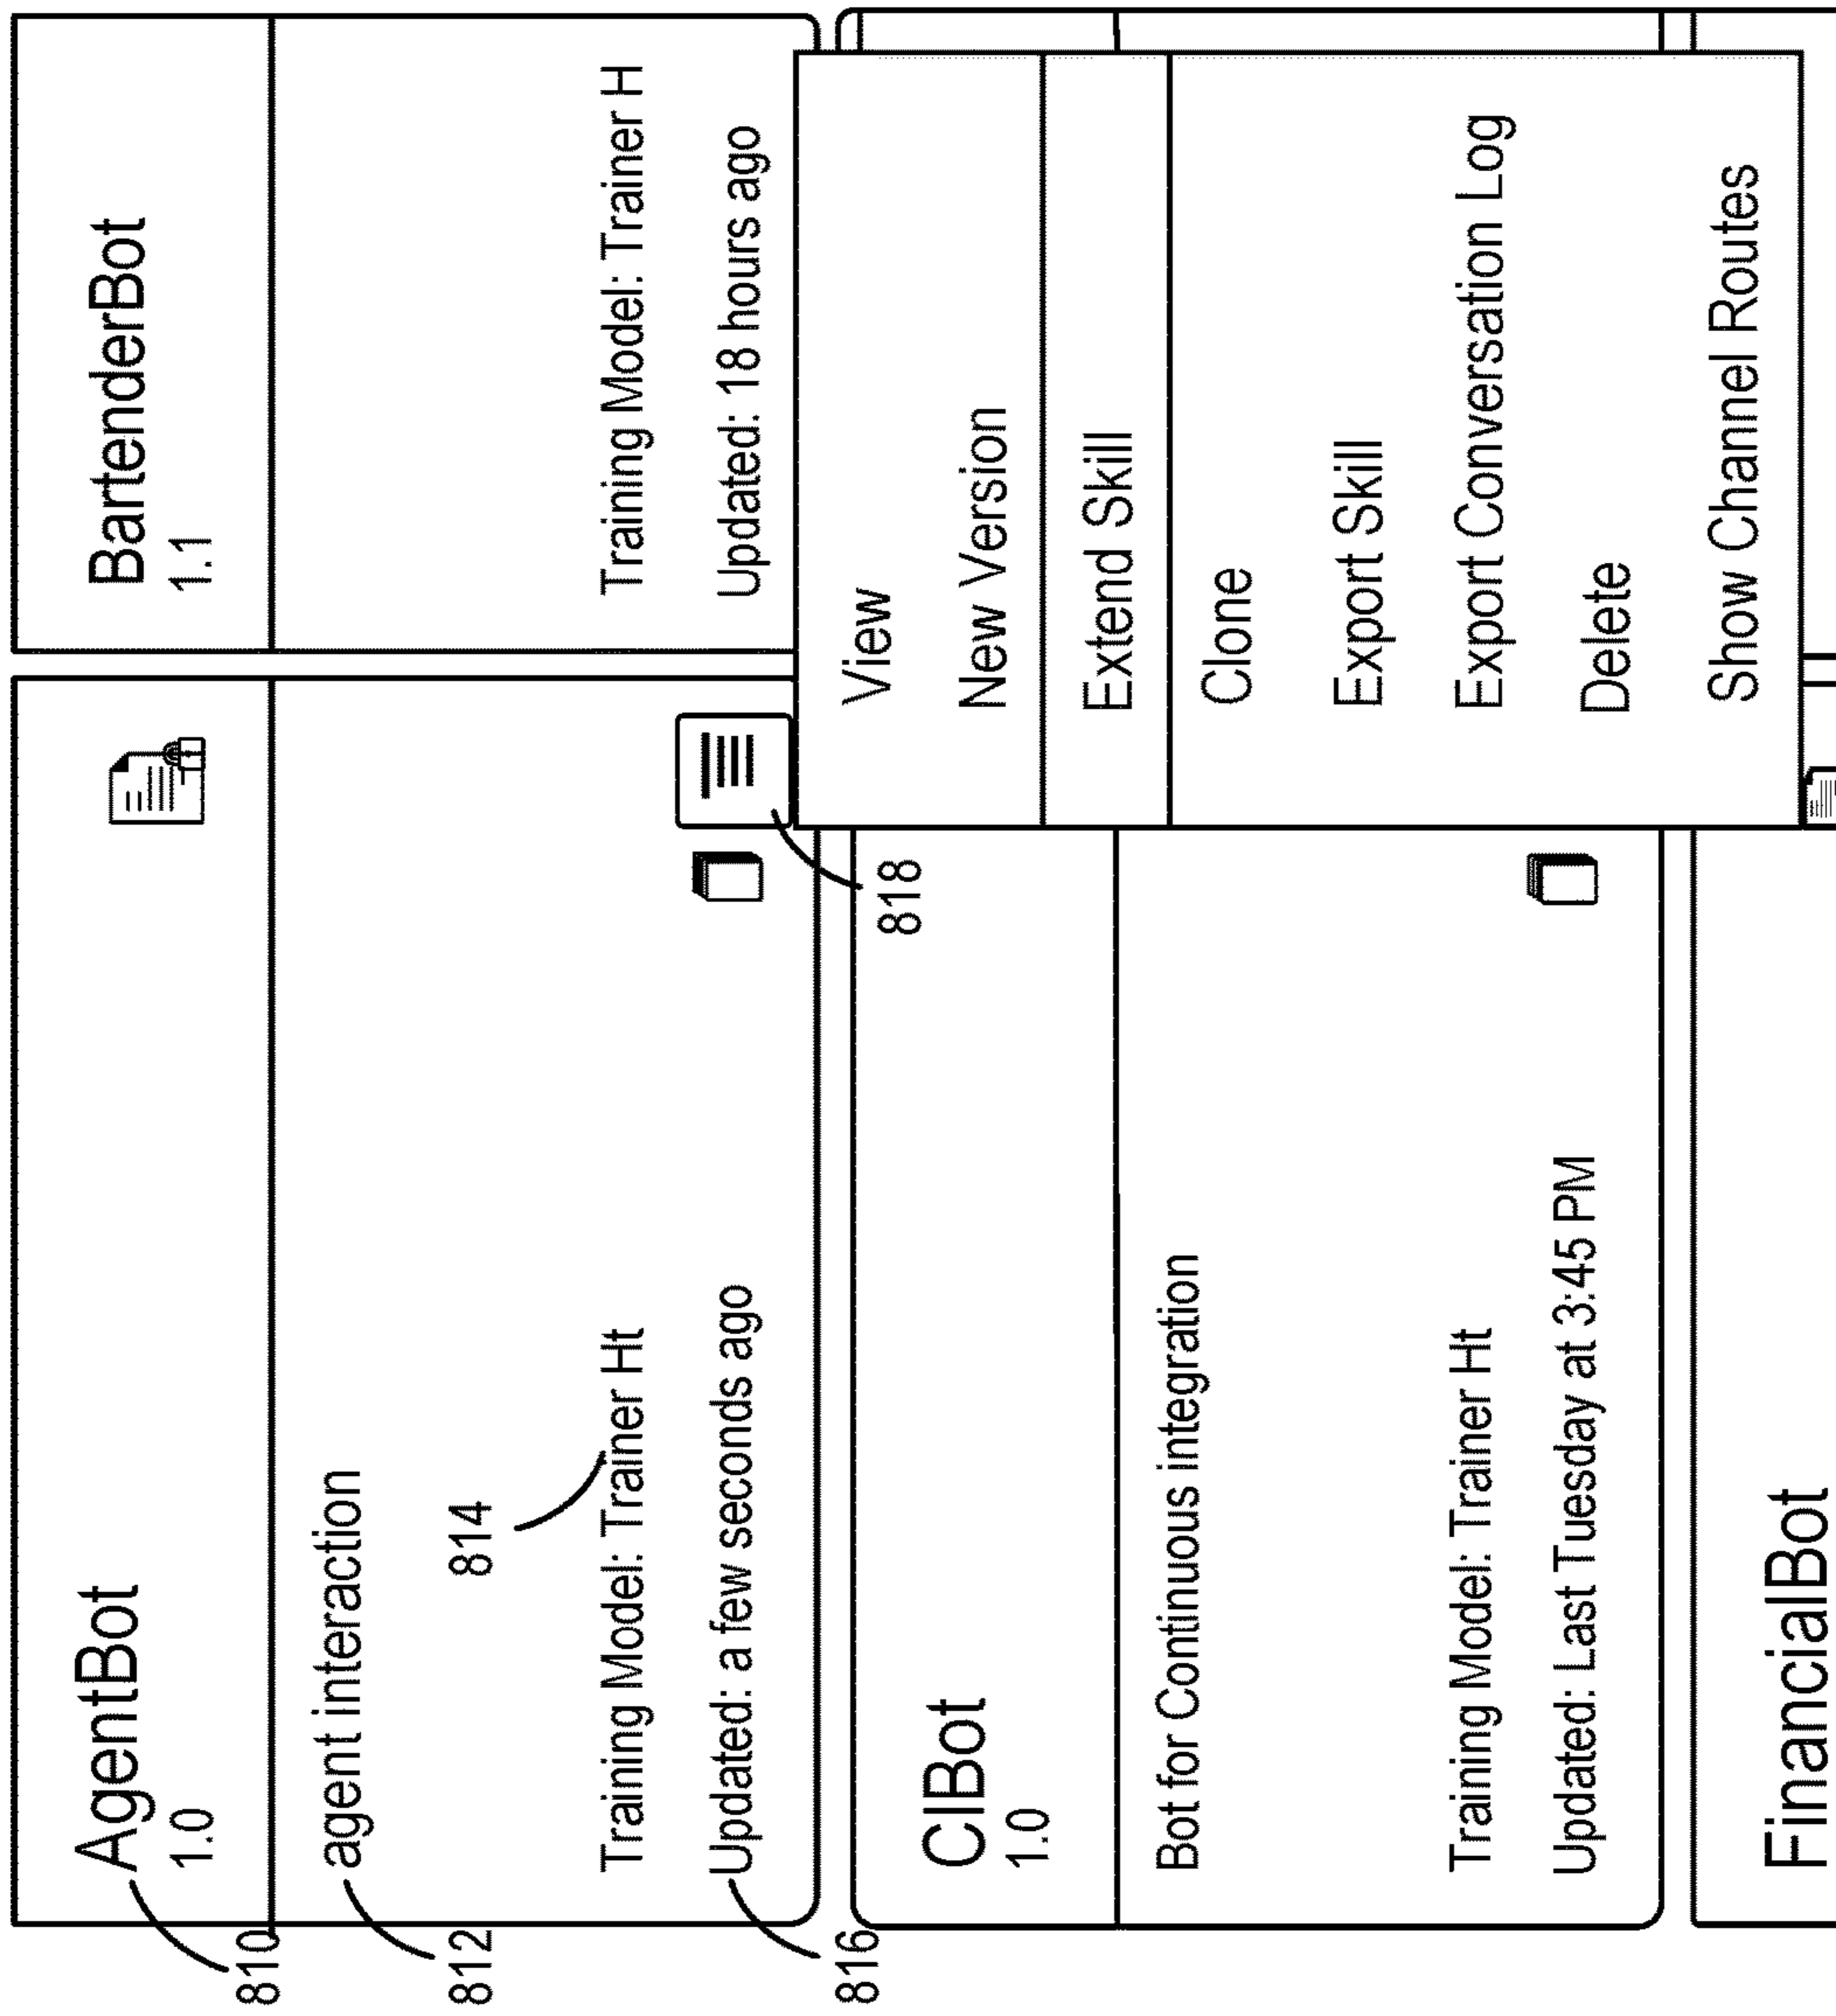 AgentBot
1.0
810
agent interaction
812
814
Training Model: Trainer Ht
Updated: a few seconds ago
816
818
BartenderBot
1.1
Training Model: Trainer H
Updated: 18 hours ago
View
New Version
Extend Skill
Clone
Export Skill
Export Conversation Log
Delete
Show Channel Routes
CIBot
1.0
Bot for Continuous integration
Training Model: Trainer Ht
Updated: Last Tuesday at 3:45 PM
FinancialBot